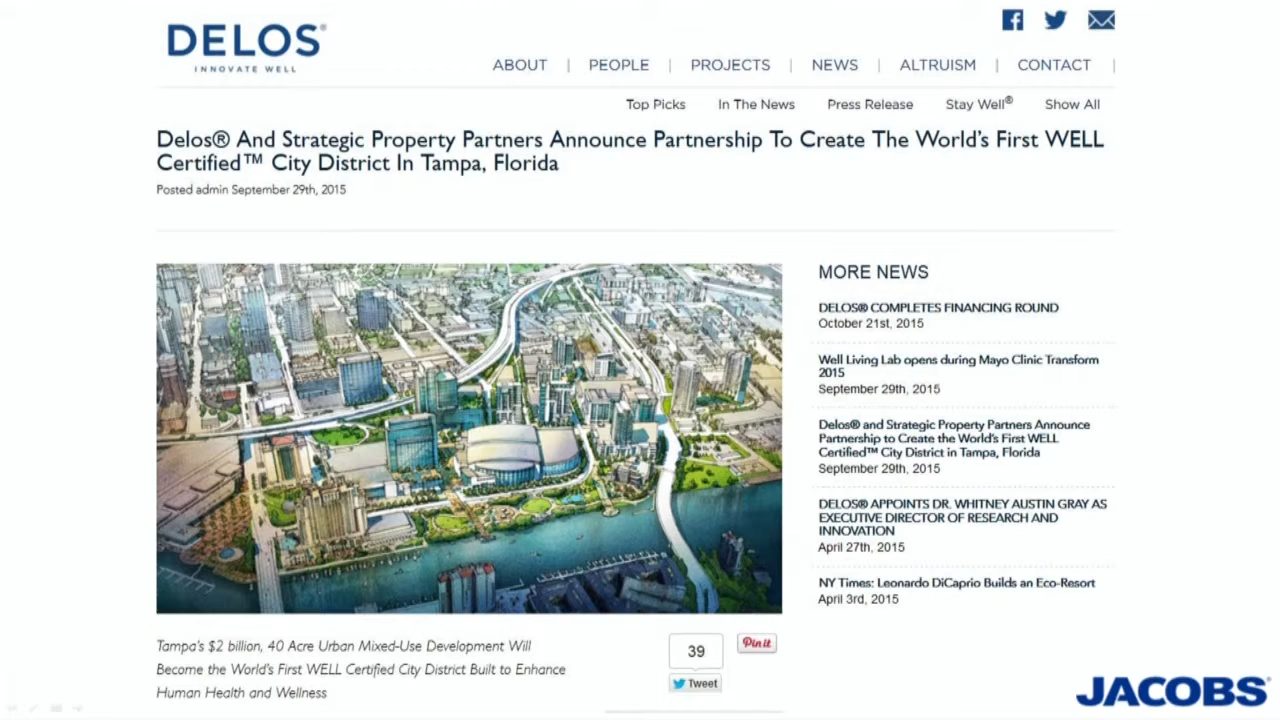 DELOS®
INNOVATE WELL
ABOUT | PEOPLE | PROJECTS | NEWS | ALTRUISM | CONTACT |
Top Picks In The News Press Release Stay Well® Show All
Delos® And Strategic Property Partners Announce Partnership To Create The World's First WELL
Certified™ City District In Tampa, Florida
Posted admin September 29th, 2015
MORE NEWS
DELOS® COMPLETES FINANCING ROUND
October 21st, 2015
Well Living Lab opens during Mayo Clinic Transform
2015
September 29th, 2015
Delos® and Strategic Property Partners Announce
Partnership to Create the World's First WELL
Certified™ City District in Tampa, Florida
September 29th, 2015
DELOS® APPOINTS DR. WHITNEY AUSTIN GRAY AS
EXECUTIVE DIRECTOR OF RESEARCH AND
INNOVATION
April 27th, 2015
NY Times: Leonardo DiCaprio Builds an Eco-Resort
April 3rd, 2015
Tampa's $2 billion, 40 Acre Urban Mixed-Use Development Will
Become the World's First WELL Certified City District Built to Enhance
Human Health and Wellness
39
Tweet
Pin it
JACOBS®